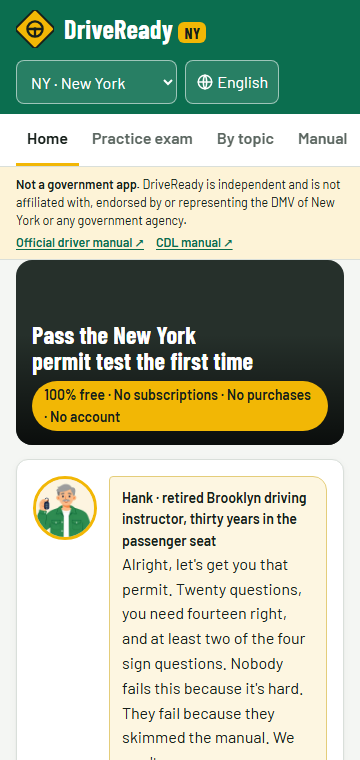 DriveReady NY
NY · New York
English
Home Practice exam By topic Manual
Not a government app. DriveReady is independent and is not
affiliated with, endorsed by or representing the DMV of New
York or any government agency.
Official driver manual ↗ CDL manual ↗
Pass the New York
permit test the first time
100% free · No subscriptions · No purchases
· No account
Hank · retired Brooklyn driving
instructor, thirty years in the
passenger seat
Alright, let's get you that
permit. Twenty questions,
you need fourteen right,
and at least two of the four
sign questions. Nobody
fails this because it's hard.
They fail because they
skimmed the manual. We